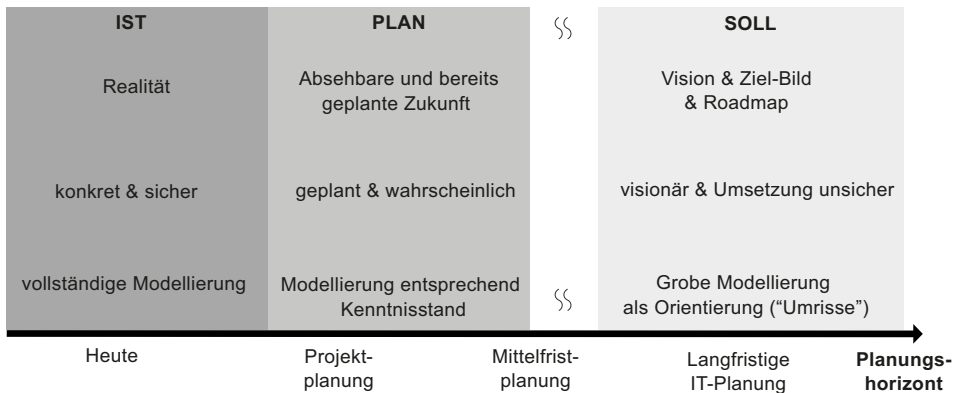 IST
Realität
konkret & sicher
vollständige Modellierung
PLAN
Absehbare und bereits
geplante Zukunft
geplant & wahrscheinlich
Modellierung entsprechend
Kenntnisstand
SOLL
Vision & Ziel-Bild
& Roadmap
visionär & Umsetzung unsicher
Grobe Modellierung
als Orientierung (“Umrisse”)
Heute
Projekt-
planung
Mittelfrist-
planung
Langfristige
IT-Planung
Planungs-
horizont